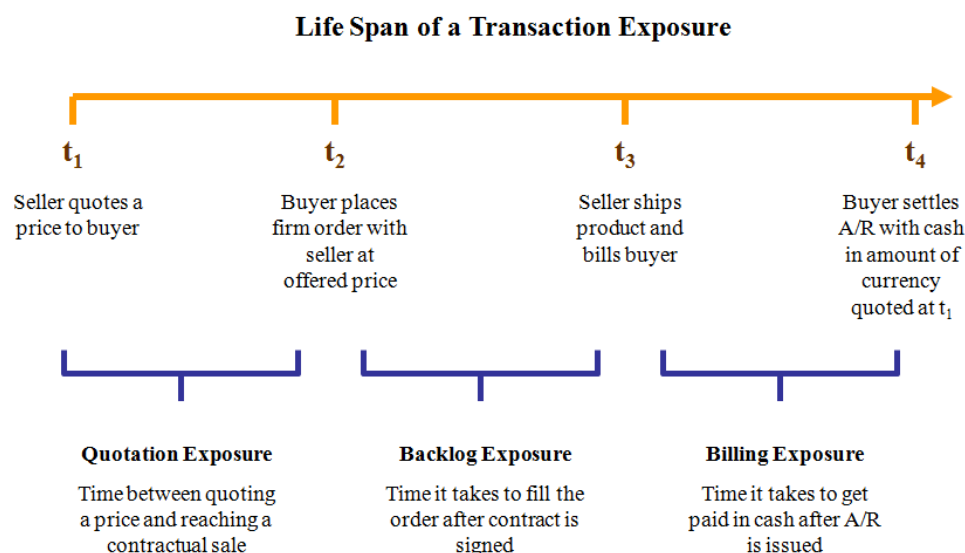 Life Span of a Transaction Exposure
t1
t2
t3
t4
Seller quotes a
price to buyer
Buyer places
firm order with
seller at
offered price
Seller ships
product and
bills buyer
Buyer settles
A/R with cash
in amount of
currency
quoted at t1
Quotation Exposure
Time between quoting
a price and reaching a
contractual sale
Backlog Exposure
Time it takes to fill the
order after contract is
signed
Billing Exposure
Time it takes to get
paid in cash after A/R
is issued